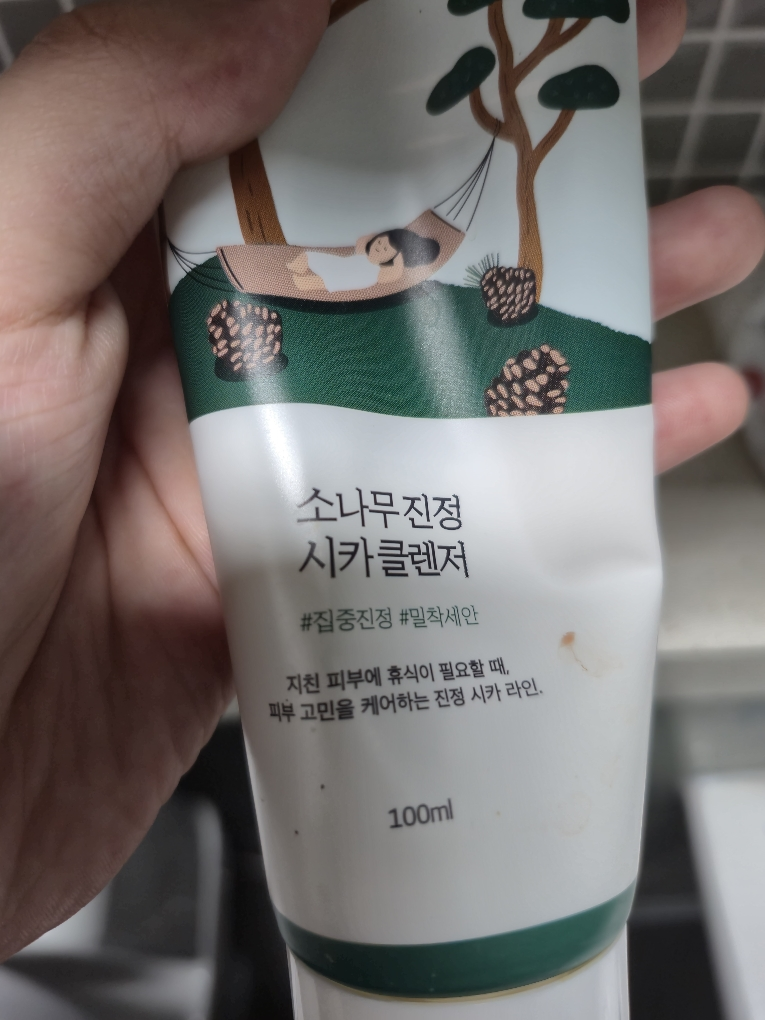 소나무 진정
시카 클렌저
#집중진정 #밀착세안
지친 피부에 휴식이 필요할 때,
피부 고민을 케어하는 진정 시카 라인.
100ml